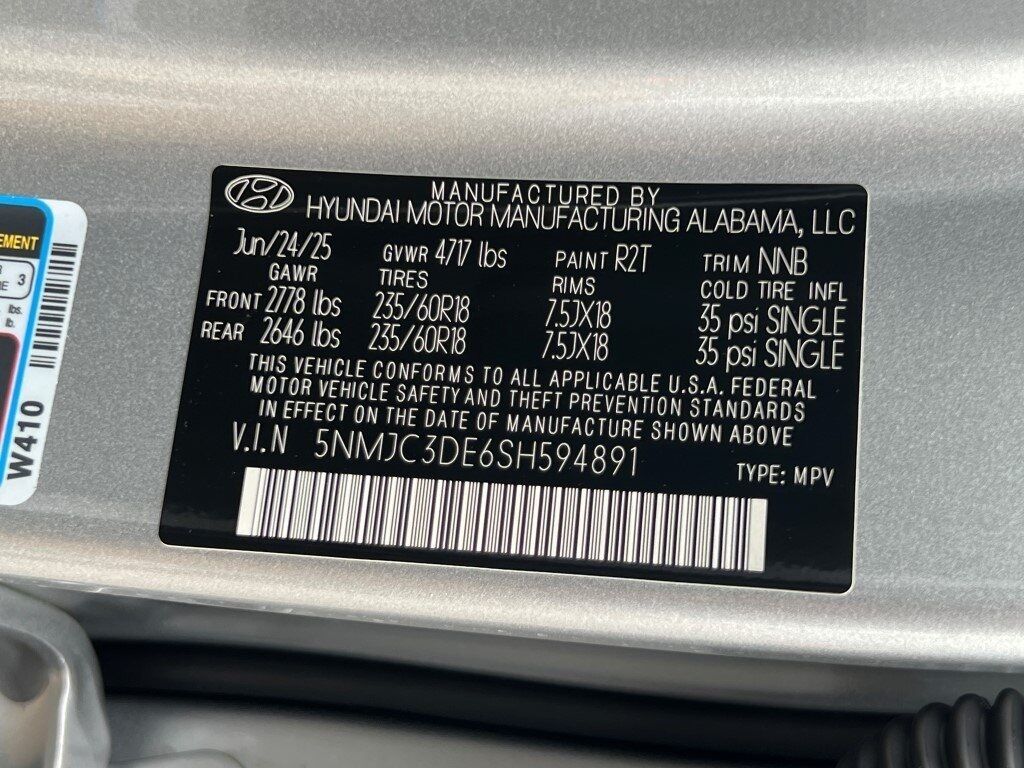 MANUFACTURED BY
HYUNDAI MOTOR MANUFACTURING ALABAMA, LLC
Jun/24/25 GVWR 4717 lbs PAINT R2T TRIM NNB
GAWR TIRES RIMS COLD TIRE INFL
FRONT 2778 lbs 235/60R18 7.5JX18 35 psi SINGLE
REAR 2646 lbs 235/60R18 7.5JX18 35 psi SINGLE
THIS VEHICLE CONFORMS TO ALL APPLICABLE U.S.A. FEDERAL
MOTOR VEHICLE SAFETY AND THEFT PREVENTION STANDARDS
IN EFFECT ON THE DATE OF MANUFACTURE SHOWN ABOVE
V.I.N 5NMJC3DE6SH594891 TYPE: MPV
3
lbs.
lb.
W410